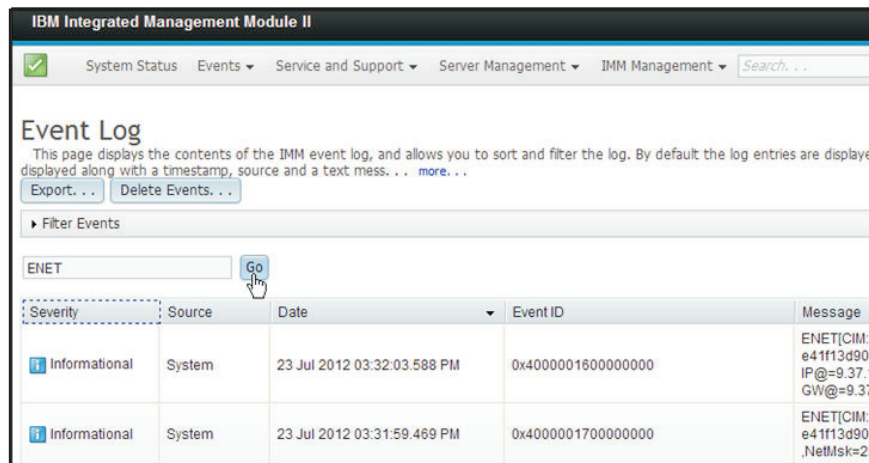 IBM Integrated Management Module II
System Status Events Service and Support Server Management IMM Management Search. . .
Event Log
This page displays the contents of the IMM event log, and allows you to sort and filter the log. By default the log entries are displaye
displayed along with a timestamp, source and a text mess. . . more. . .
Export. . . Delete Events. . .
Filter Events
ENET Go
Severity Source Date Event ID Message
Informational System 23 Jul 2012 03:32:03.588 PM 0x4000001600000000
ENET[CIM:
e41f13d90
IP@=9.37.
GW@=9.37
Informational System 23 Jul 2012 03:31:59.469 PM 0x4000001700000000
ENET[CIM:
e41f13d90
,NetMsk=2